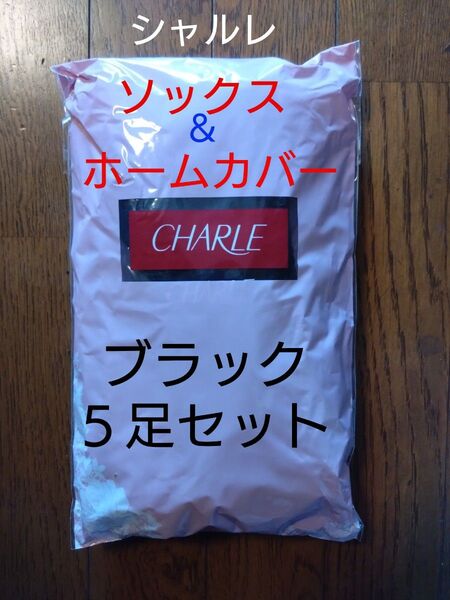 シャルレ
ソックス
&
ホームカバー
CHARLE
ブラック
５足セット